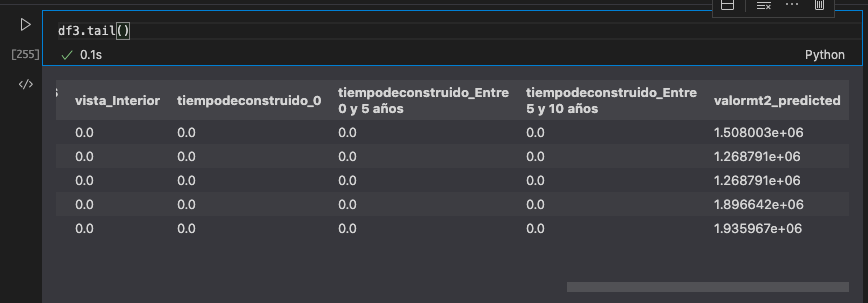 df3.tail()
[255]
0.1s
Python
s vista_Interior tiempodeconstruido_0 tiempodeconstruido_Entre 0 y 5 años tiempodeconstruido_Entre 5 y 10 años valormt2_predicted
0.0 0.0 0.0 0.0 1.508003e+06
0.0 0.0 0.0 0.0 1.268791e+06
0.0 0.0 0.0 0.0 1.268791e+06
0.0 0.0 0.0 0.0 1.896642e+06
0.0 0.0 0.0 0.0 1.935967e+06